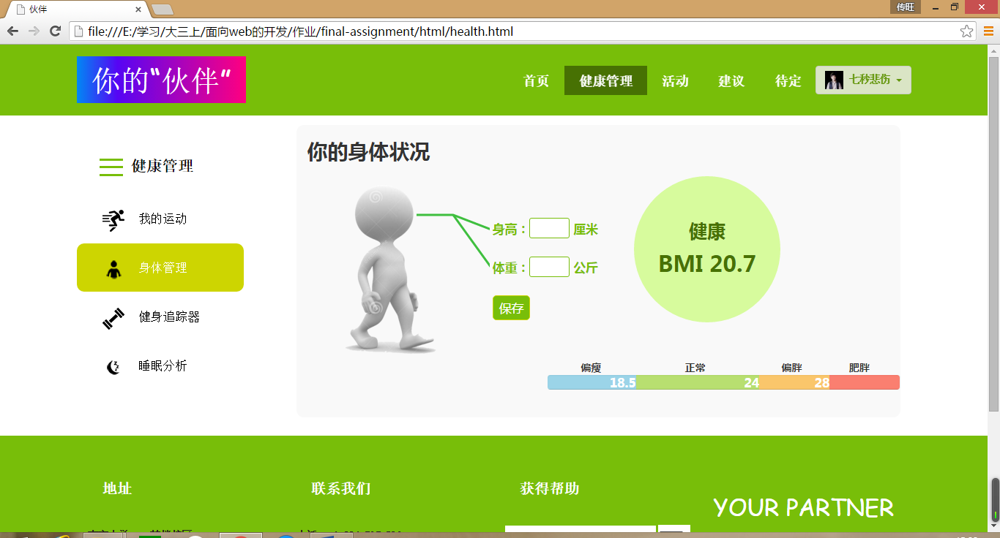 伙伴
传旺
file:///E:/学习/大三上/面向web的开发/作业/final-assignment/html/health.html
你的“伙伴”
首页 健康管理 活动 建议 待定 七秒悲伤
健康管理
我的运动
身体管理
健身追踪器
睡眠分析
你的身体状况
身高：
厘米
体重：
公斤
保存
健康
BMI 20.7
偏瘦 正常 偏胖 肥胖
18.5 24 28
地址
联系我们
获得帮助
YOUR PARTNER